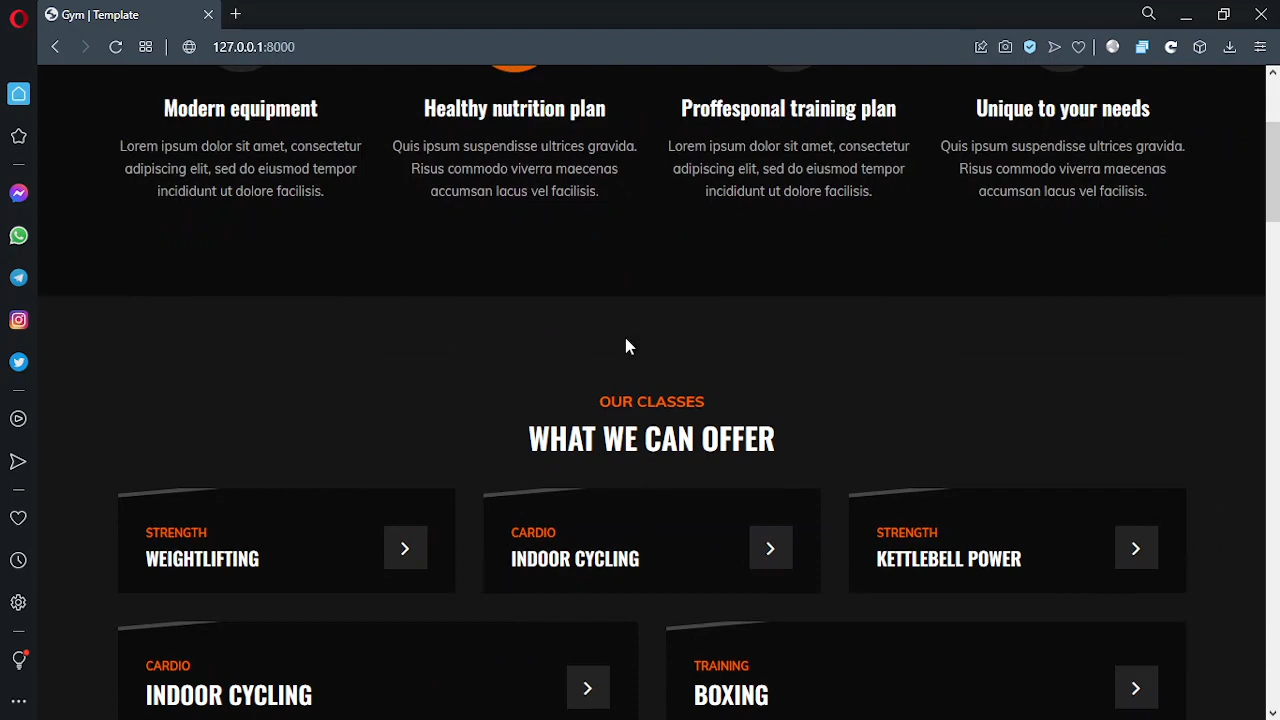 Gym | Template
127.0.0.1:8000
Modern equipment
Lorem ipsum dolor sit amet, consectetur
adipiscing elit, sed do eiusmod tempor
incididunt ut dolore facilisi.
Healthy nutrition plan
Quis ipsum suspendisse ultrices gravida.
Risus commodo viverra maecenas
accumsan lacus vel facilisis.
Proffesponal training plan
Lorem ipsum dolor sit amet, consectetur
adipiscing elit, sed do eiusmod tempor
incididunt ut dolore facilisis.
Unique to your needs
Quis ipsum suspendisse ultrices gravida.
Risus commodo viverra maecenas
accumsan lacus vel facilisis.
OUR CLASSES
WHAT WE CAN OFFER
STRENGTH
WEIGHTLIFTING
CARDIO
INDOOR CYCLING
STRENGTH
KETTLEBELL POWER
CARDIO
INDOOR CYCLING
TRAINING
BOXING